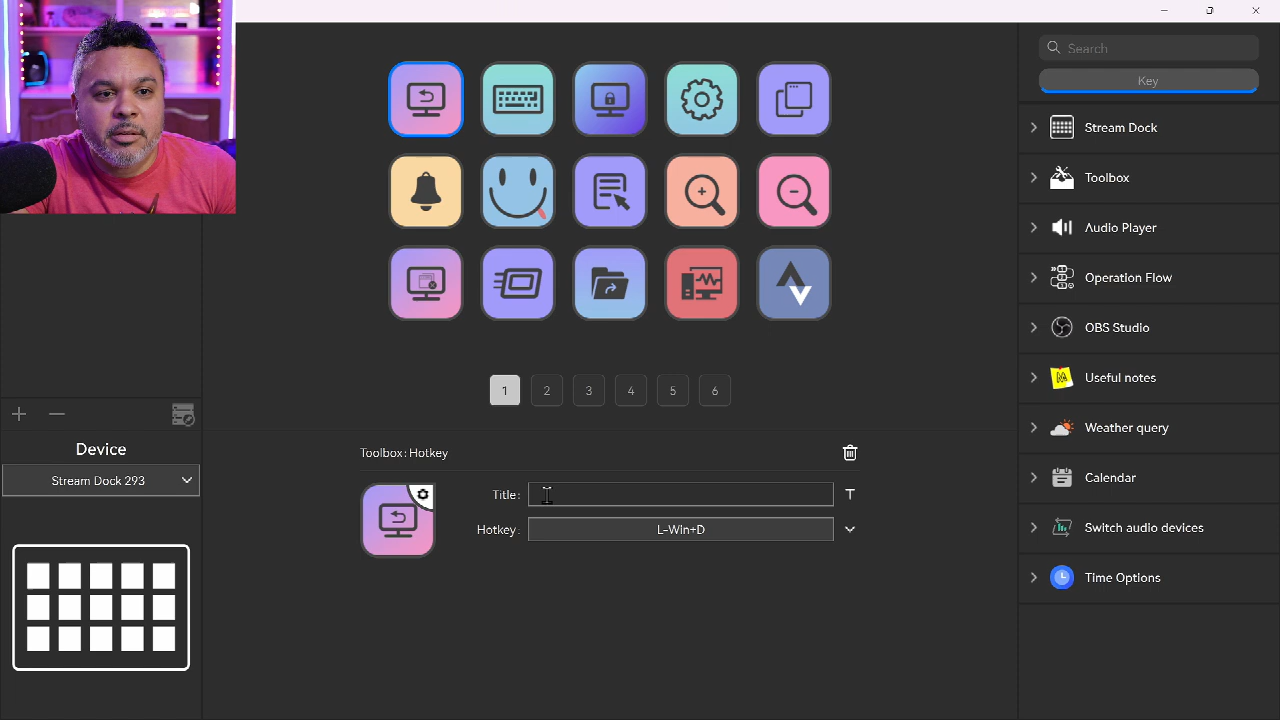 Search
Key
Stream Dock
Toolbox
Audio Player
Operation Flow
OBS Studio
Useful notes
Weather query
Calendar
Switch audio devices
Time Options
1 2 3 4 5 6
Device
Stream Dock 293
Toolbox:Hotkey
Title:
T
Hotkey:
L-Win+D